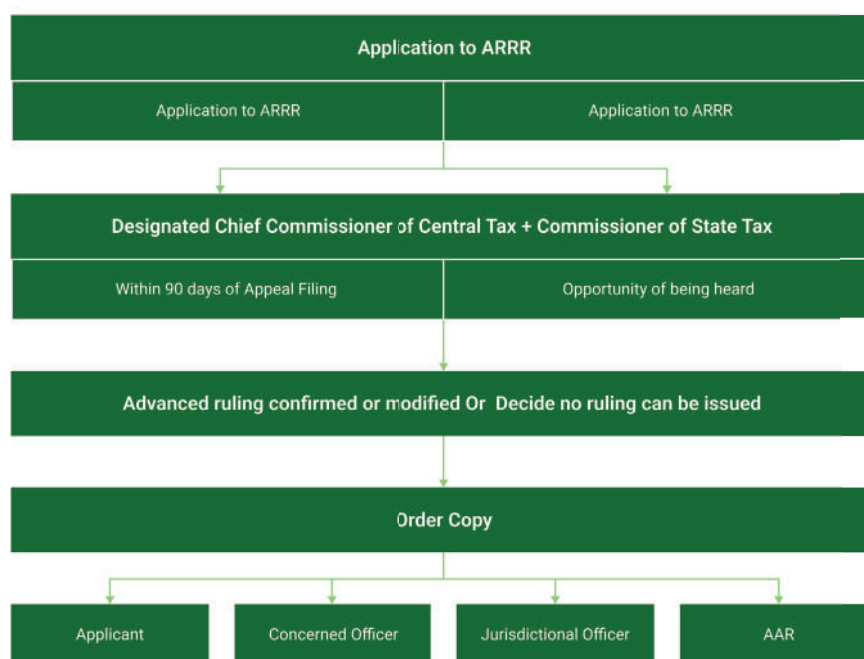 Application to ARRR
Application to ARRR
Application to ARRR
Designated Chief Commissioner of Central Tax + Commissioner of State Tax
Within 90 days of Appeal Filing
Opportunity of being heard
Advanced ruling confirmed or modified Or Decide no ruling can be issued
Order Copy
Applicant
Concerned Officer
Jurisdictional Officer
AAR